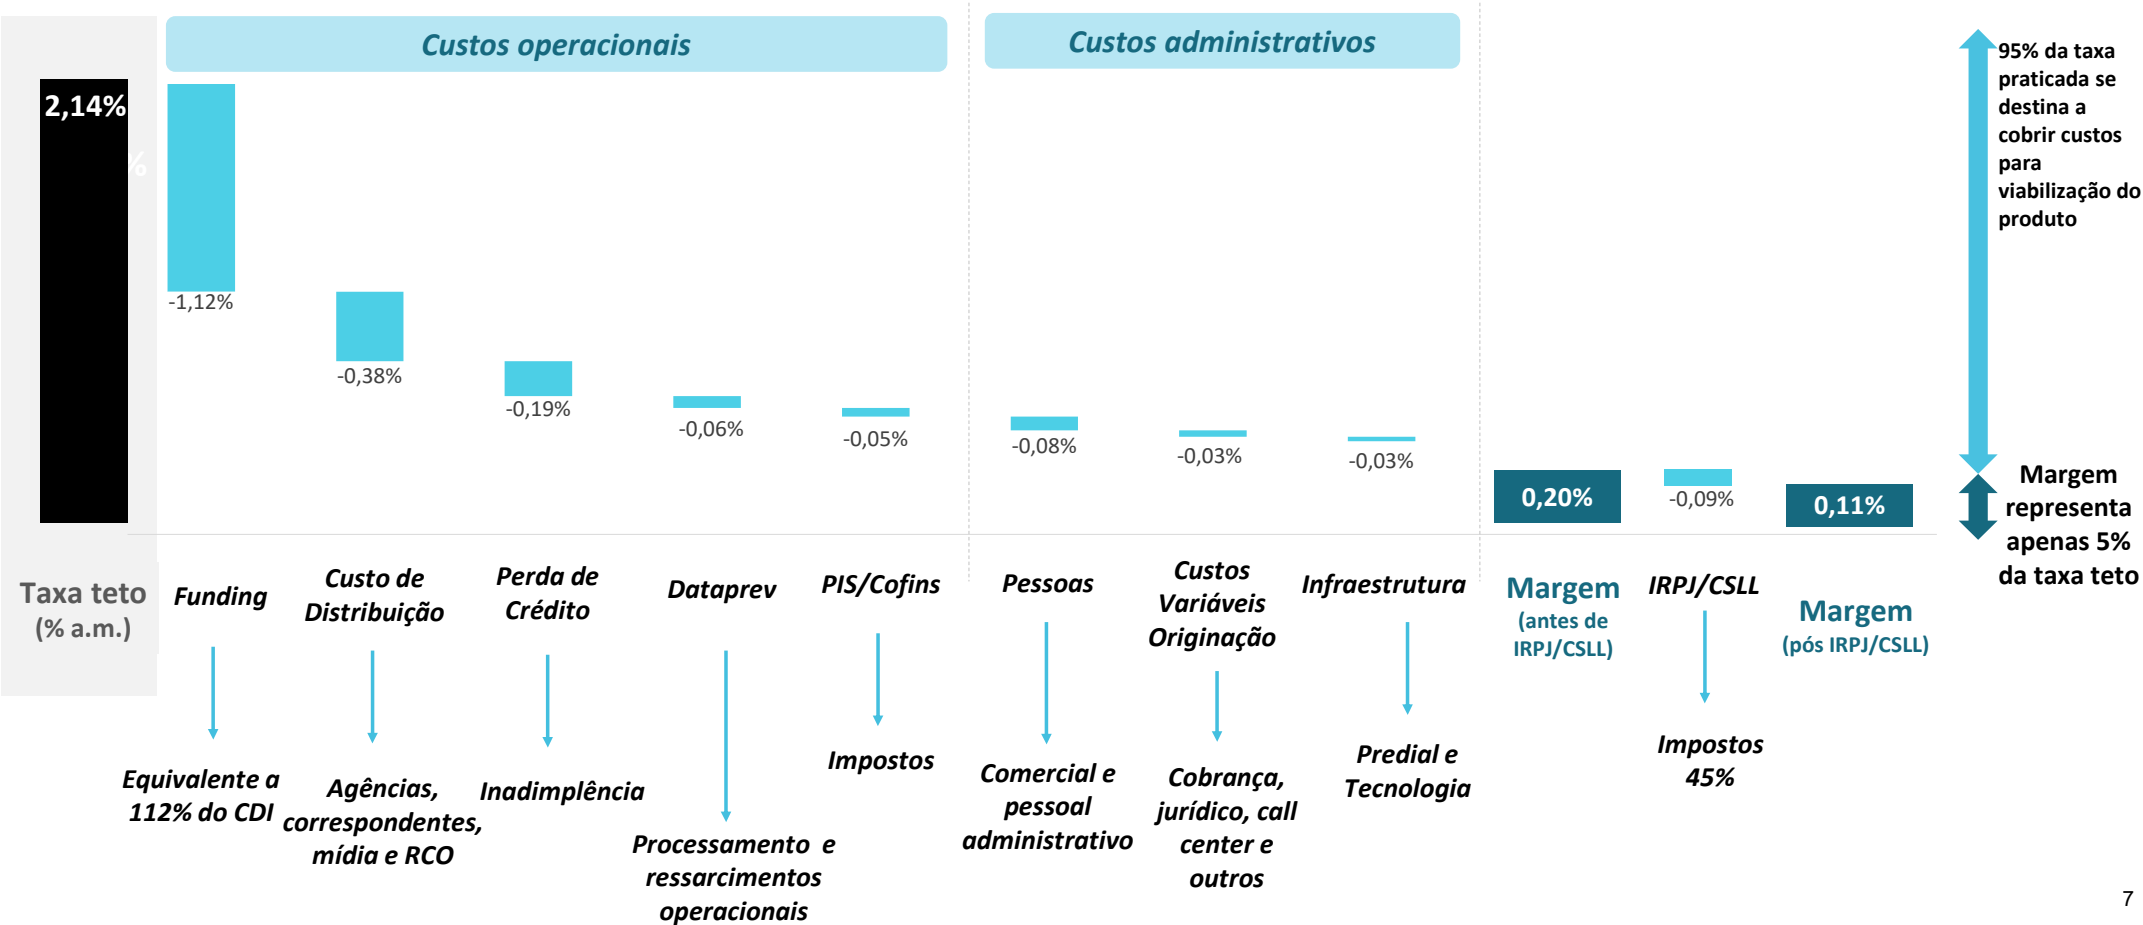 Custos operacionais
Custos administrativos
2,14%
%
-1,12%
-0,38%
-0,19%
-0,06%
-0,05%
-0,08%
-0,03%
-0,03%
0,20%
-0,09%
0,11%
95% da taxa
praticada se
destina a
cobrir custos
para
viabilização do
produto
Margem
representa
apenas 5%
da taxa teto
Taxa teto
(% a.m.)
Funding
Custo de
Distribuição
Perda de
Crédito
Dataprev
PIS/Cofins
Pessoas
Custos
Variáveis
Originação
Infraestrutura
Margem
(antes de
IRPJ/CSLL)
IRPJ/CSLL
Margem
(pós IRPJ/CSLL)
Equivalente a
112% do CDI
Agências,
correspondentes,
mídia e RCO
Inadimplência
Processamento e
ressarcimentos
operacionais
Impostos
Comercial e
pessoal
administrativo
Cobrança,
jurídico, call
center e
outros
Predial e
Tecnologia
Impostos
45%
7